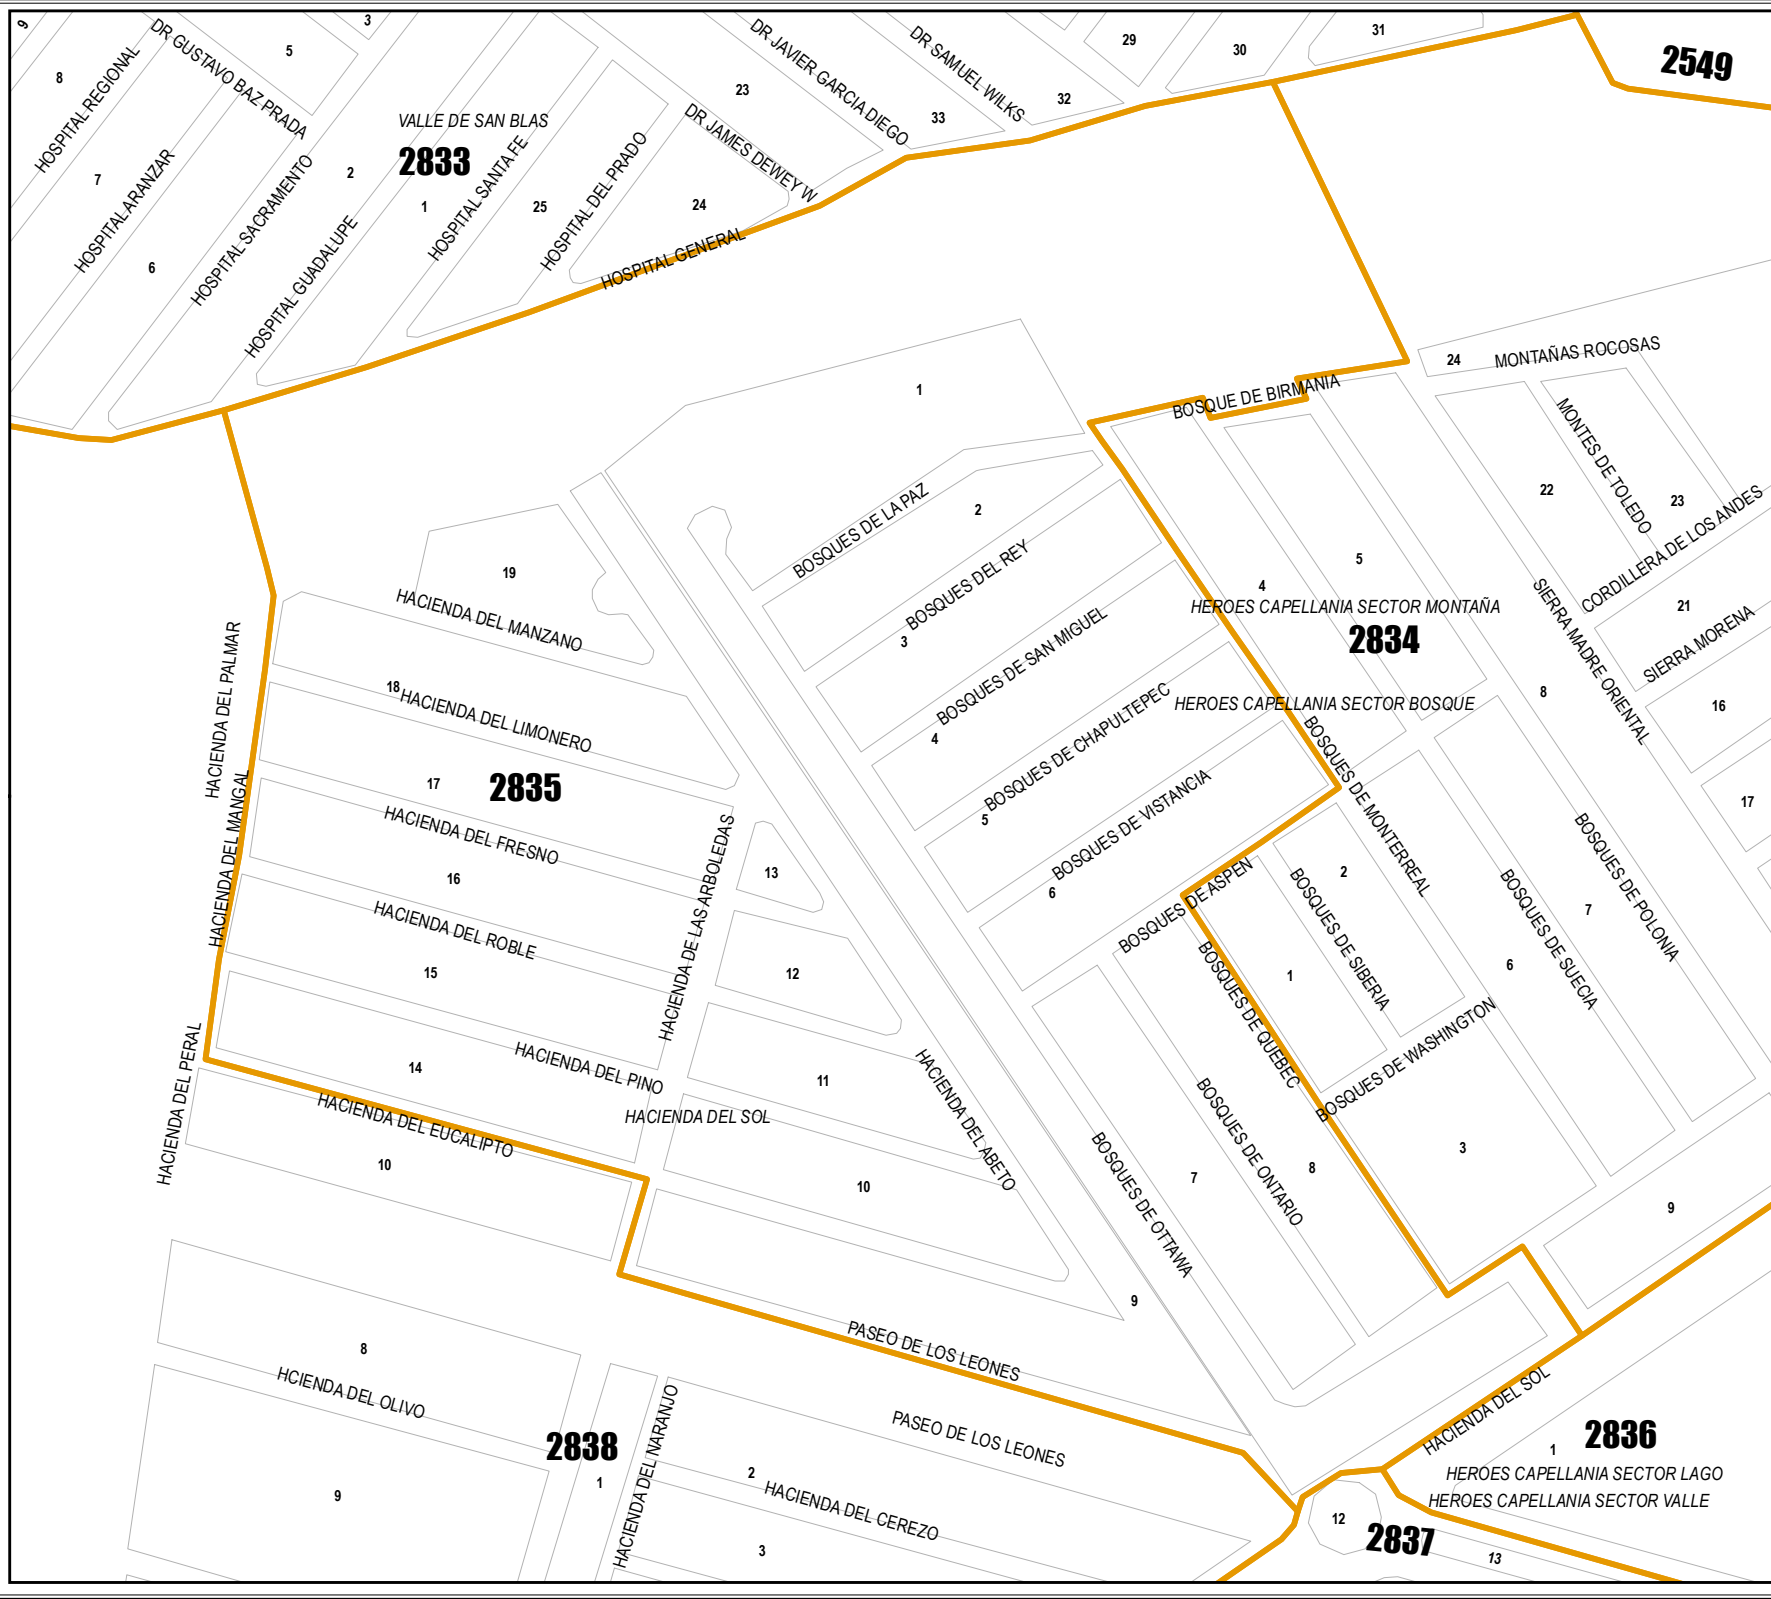 9
3
5
8
DR GUSTAVO BAZ PRADA
HOSPITAL REGIONAL
7
HOSPITAL ARANZAR
6
HOSPITAL SACRAMENTO
2
HOSPITAL GUADALUPE
VALLE DE SAN BLAS
2833
1
HOSPITAL SANTA FE
25
HOSPITAL DEL PRADO
24
HOSPITAL GENERAL
DR JAMES DEWEY W
23
DR JAVIER GARCIA DIEGO
33
DR SAMUEL WILKS
32
29
30
31
2549
1
BOSQUES DE LA PAZ
2
BOSQUES DEL REY
3
BOSQUES DE SAN MIGUEL
4
BOSQUES DE CHAPULTEPEC
5
BOSQUES DE VISTANCIA
6
BOSQUES DE ASPEN
BOSQUE DE BIRMANIA
24
MONTAÑAS ROCOSAS
MONTES DE TOLEDO
22
23
CORDILLERA DE LOS ANDES
21
SIERRA MORENA
SIERRA MADRE ORIENTAL
16
17
4
5
HEROES CAPELLANIA SECTOR MONTAÑA
2834
8
HEROES CAPELLANIA SECTOR BOSQUE
BOSQUES DE MONTERREAL
2
BOSQUES DE SIBERIA
1
BOSQUES DE QUEBEC
BOSQUES DE WASHINGTON
6
BOSQUES DE SUECIA
7
BOSQUES DE POLONIA
3
9
BOSQUES DE ONTARIO
8
7
BOSQUES DE OTTAWA
19
HACIENDA DEL MANZANO
18
HACIENDA DEL LIMONERO
17
2835
HACIENDA DEL FRESNO
16
HACIENDA DEL ROBLE
15
HACIENDA DEL PINO
14
HACIENDA DEL EUCALIPTO
10
HACIENDA DEL PALMAR
HACIENDA DEL MANGAL
HACIENDA DEL PERAL
HACIENDA DE LAS ARBOLEDAS
13
12
11
HACIENDA DEL SOL
10
HACIENDA DEL ABETO
9
PASEO DE LOS LEONES
PASEO DE LOS LEONES
8
HCIENDA DEL OLIVO
9
2838
1
HACIENDA DEL NARANJO
2
HACIENDA DEL CEREZO
3
HACIENDA DEL SOL
1
2836
HEROES CAPELLANIA SECTOR LAGO
HEROES CAPELLANIA SECTOR VALLE
12
2837
13